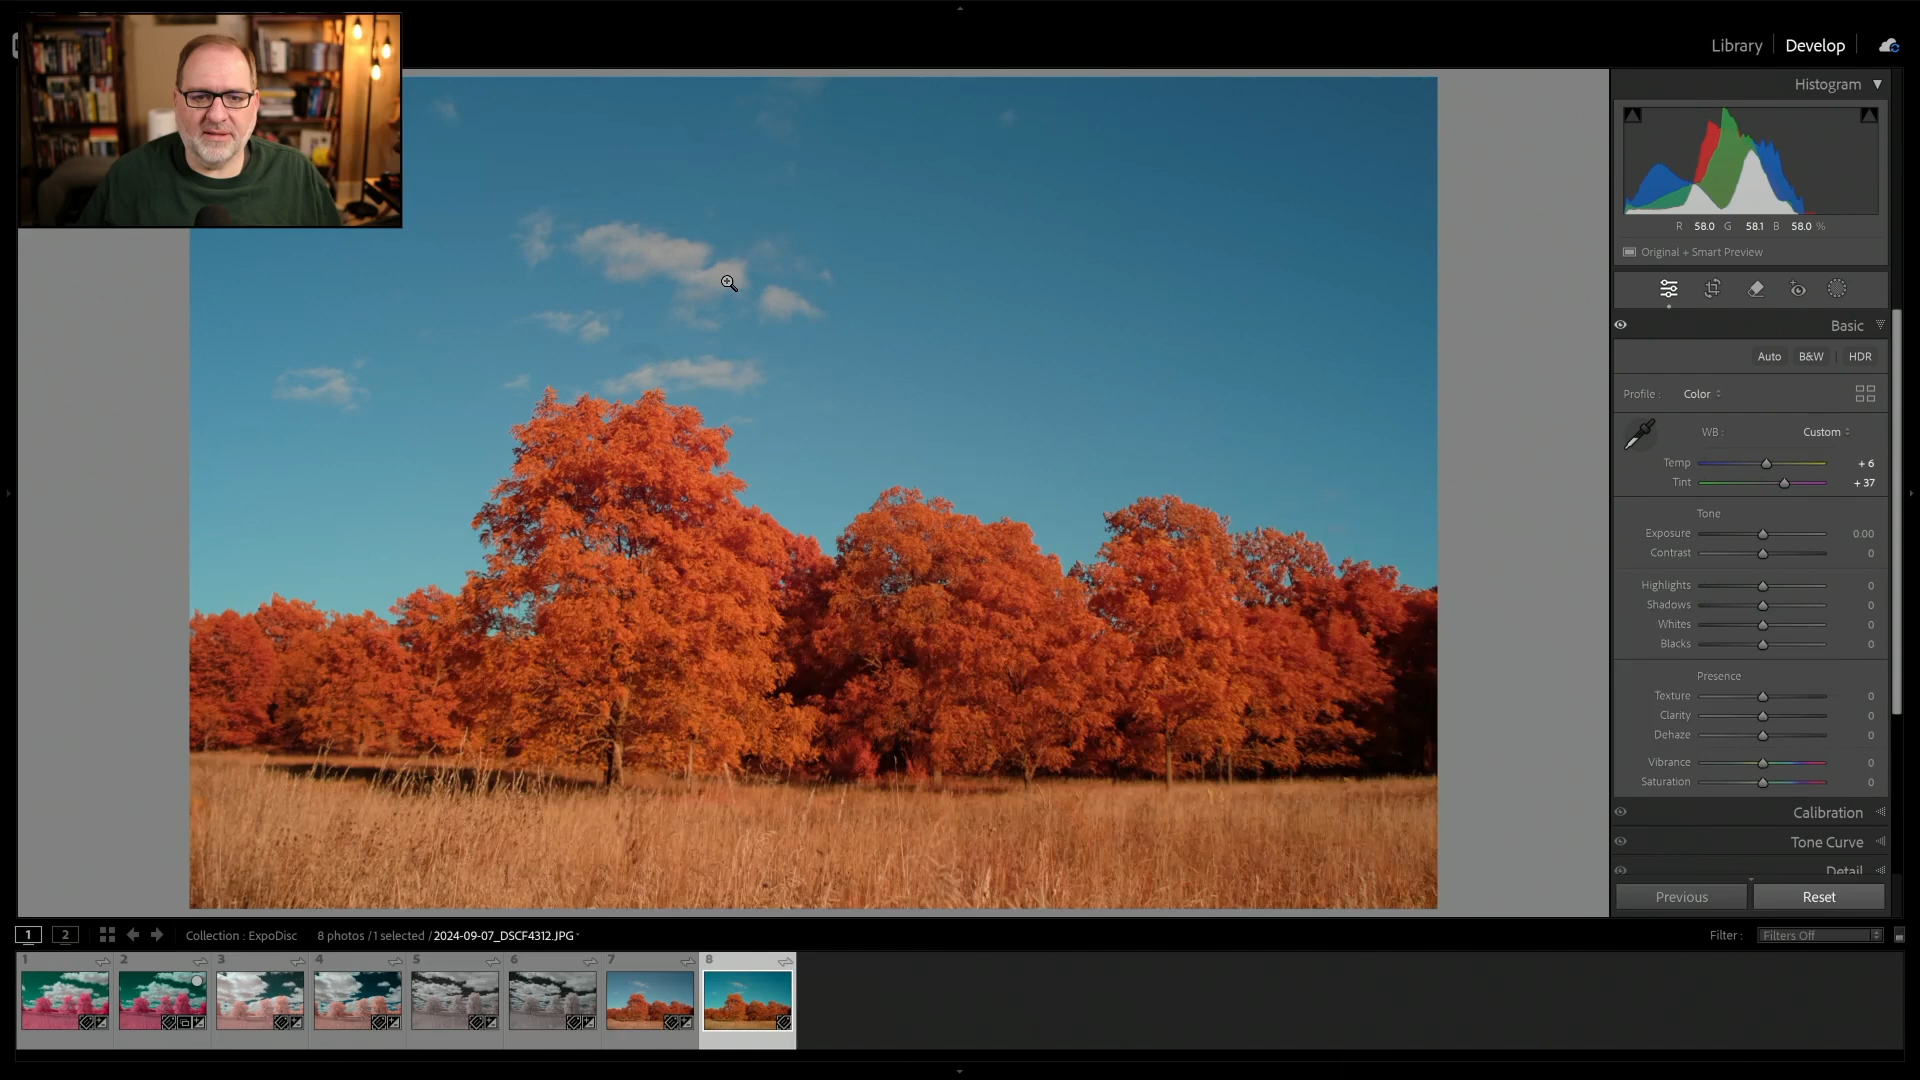 Library
Develop
Histogram
R 58.0 G 58.1 B 58.0 %
Original + Smart Preview
Basic
Auto B&W HDR
Profile : Color
WB : Custom
Temp + 6
Tint + 37
Tone
Exposure 0.00
Contrast 0
Highlights 0
Shadows 0
Whites 0
Blacks 0
Presence
Texture 0
Clarity 0
Dehaze 0
Vibrance 0
Saturation 0
Calibration
Tone Curve
Detail
Previous Reset
1 2 Collection : ExpoDisc 8 photos / 1 selected / 2024-09-07_DSCF4312.JPG Filter : Filters Off
1 2 3 4 5 6 7 8